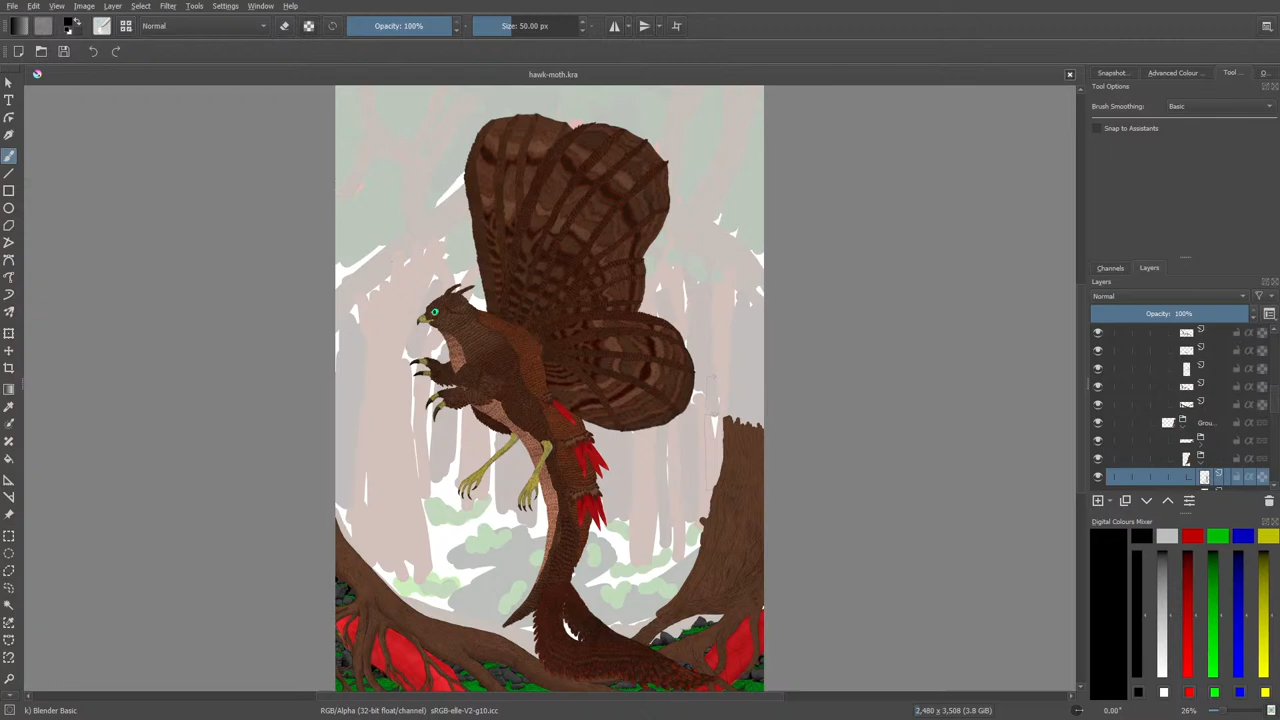 File Edit View Image Layer Select Filter Tools Settings Window Help
Normal Opacity: 100% Size: 50.00 px
hawk-moth.kra
Snapshot... Advanced Colour ... Tool ... O...
Tool Options
Brush Smoothing: Basic
Snap to Assistants
Channels Layers
Layers
Normal
Opacity: 100%
Grou...
Digital Colours Mixer
k) Blender Basic RGB/Alpha (32-bit float/channel) sRGB-elle-V2-g10.icc 2,480 x 3,508 (3.8 GiB) 0.00° 26%